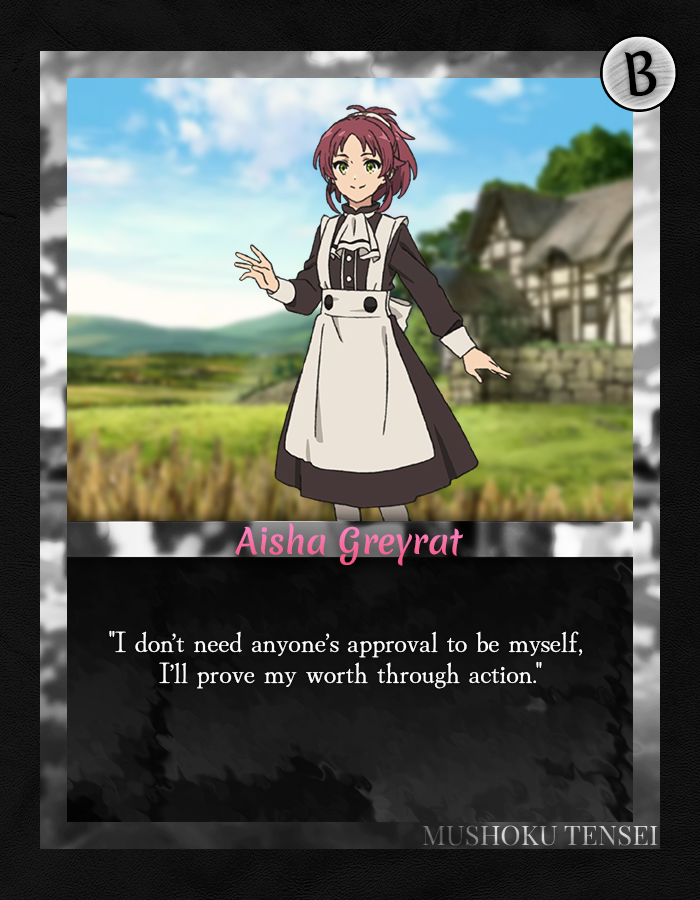 B
Aisha Greyrat
"I don't need anyone's approval to be myself,
I'll prove my worth through action."
MUSHOKU TENSEI